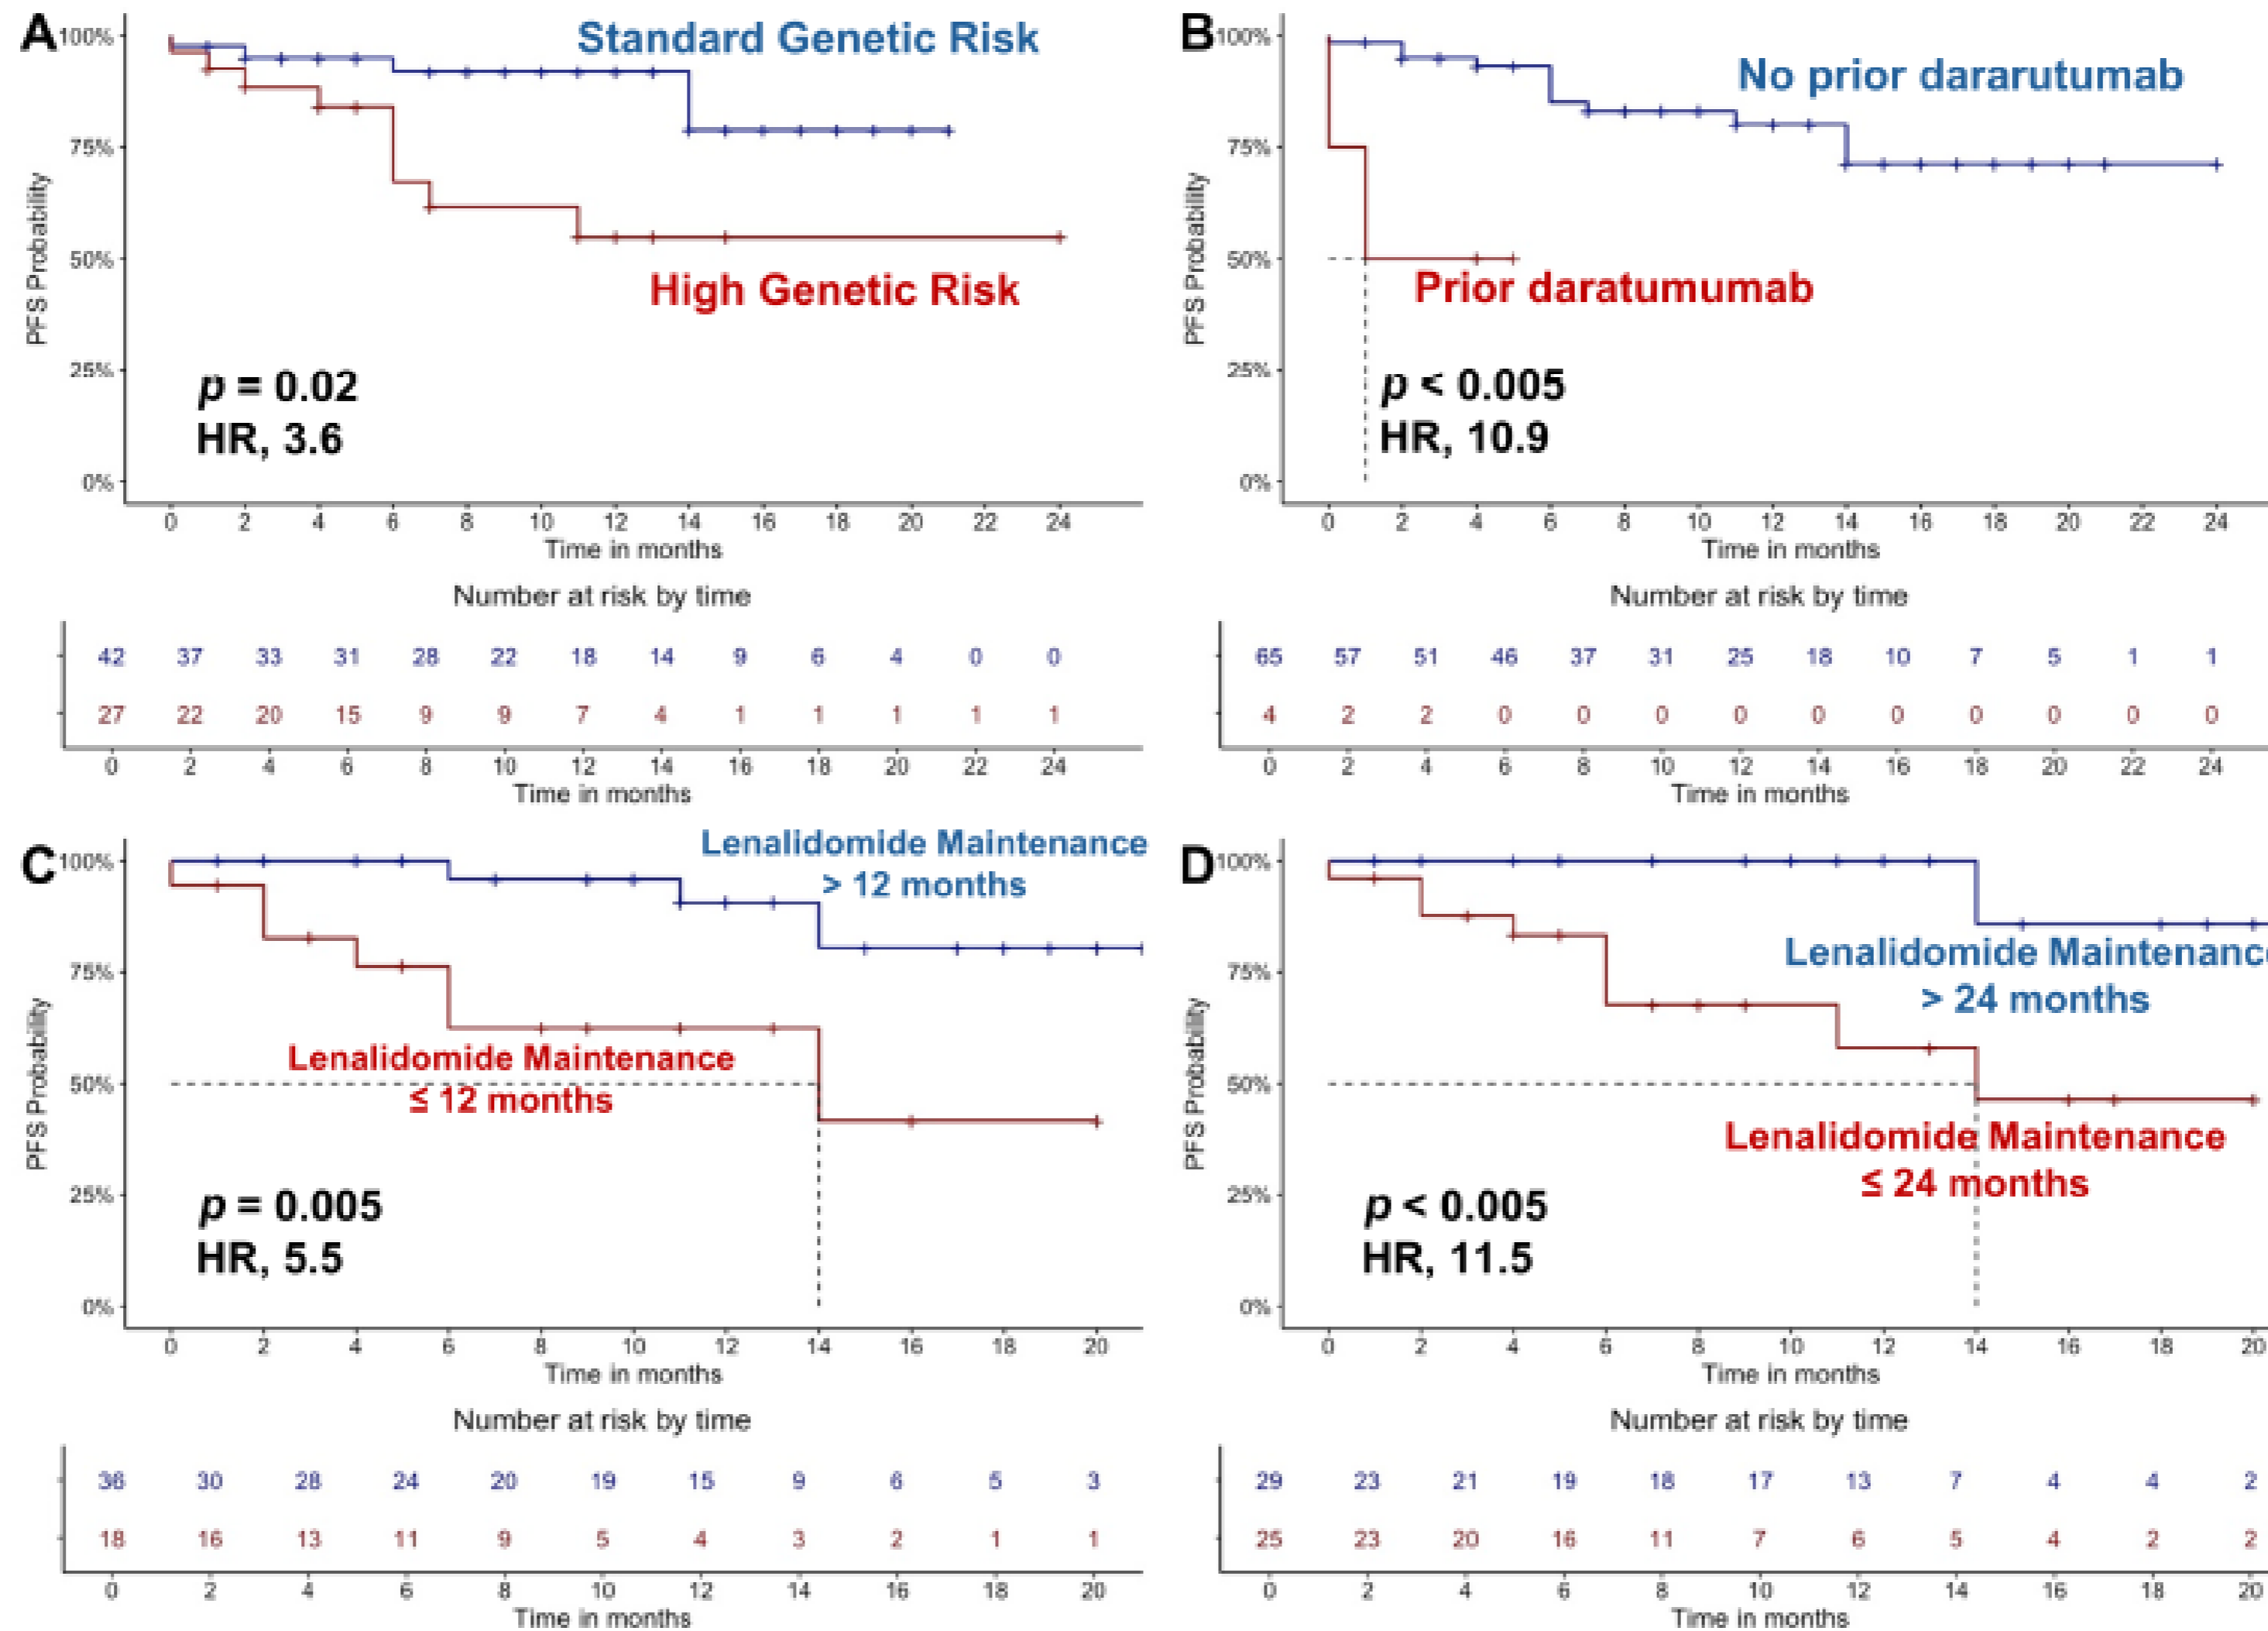 A
100%
75%
50%
25%
0%
PFS Probability
Standard Genetic Risk
High Genetic Risk
p = 0.02
HR, 3.6
0 2 4 6 8 10 12 14 16 18 20 22 24
Time in months
Number at risk by time
42 37 33 31 28 22 18 14 9 6 4 0 0
27 22 20 15 9 9 7 4 1 1 1 1 1
0 2 4 6 8 10 12 14 16 18 20 22 24
Time in months
B
100%
75%
50%
25%
0%
PFS Probability
No prior dararutumab
Prior daratumumab
p < 0.005
HR, 10.9
0 2 4 6 8 10 12 14 16 18 20 22 24
Time in months
Number at risk by time
65 57 51 46 37 31 25 18 10 7 5 1 1
4 2 2 0 0 0 0 0 0 0 0 0 0
0 2 4 6 8 10 12 14 16 18 20 22 24
Time in months
C
100%
75%
50%
25%
0%
PFS Probability
Lenalidomide Maintenance
> 12 months
Lenalidomide Maintenance
≤ 12 months
p = 0.005
HR, 5.5
0 2 4 6 8 10 12 14 16 18 20
Time in months
Number at risk by time
36 30 28 24 20 19 15 9 6 5 3
18 16 13 11 9 5 4 3 2 1 1
0 2 4 6 8 10 12 14 16 18 20
Time in months
D
100%
75%
50%
25%
0%
PFS Probability
Lenalidomide Maintenanc
> 24 months
Lenalidomide Maintenance
≤ 24 months
p < 0.005
HR, 11.5
0 2 4 6 8 10 12 14 16 18 20
Time in months
Number at risk by time
29 23 21 19 18 17 13 7 4 4 2
25 23 20 16 11 7 6 5 4 2 2
0 2 4 6 8 10 12 14 16 18 20
Time in months